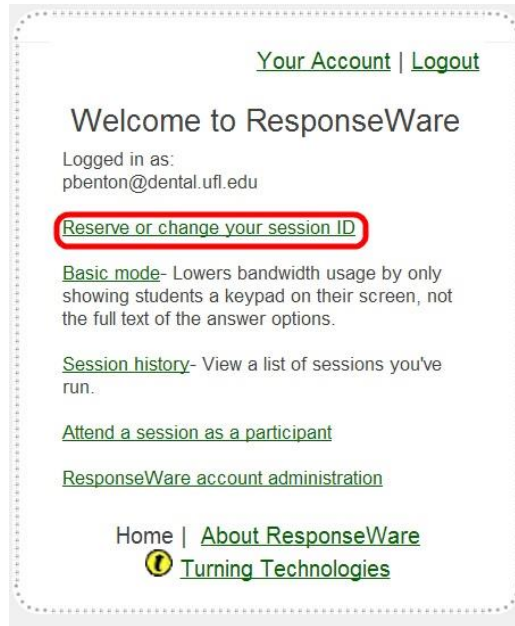 Your Account | Logout
Welcome to ResponseWare
Logged in as:
pbenton@dental.ufl.edu
Reserve or change your session ID
Basic mode- Lowers bandwidth usage by only
showing students a keypad on their screen, not
the full text of the answer options.
Session history- View a list of sessions you've
run.
Attend a session as a participant
ResponseWare account administration
Home | About ResponseWare
t Turning Technologies